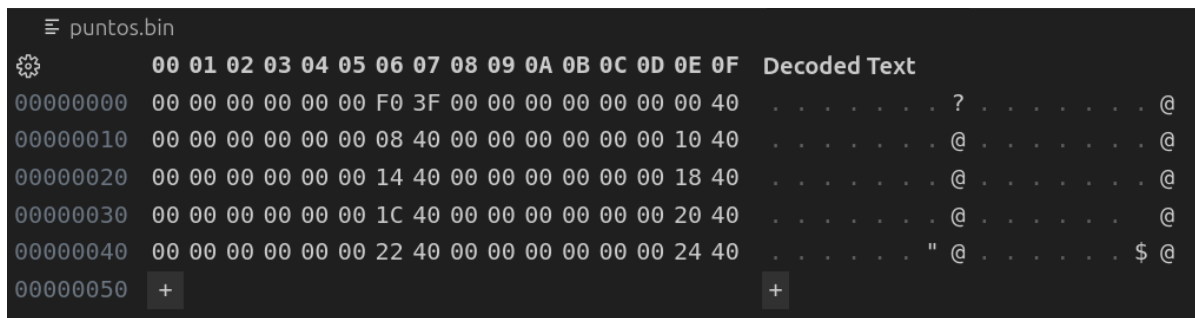 puntos.bin
00 01 02 03 04 05 06 07 08 09 0A 0B 0C 0D 0E 0F Decoded Text
00000000 00 00 00 00 00 00 F0 3F 00 00 00 00 00 00 00 40 . . . . . . . ? . . . . . . . @
00000010 00 00 00 00 00 00 08 40 00 00 00 00 00 00 10 40 . . . . . . . @ . . . . . . . @
00000020 00 00 00 00 00 00 14 40 00 00 00 00 00 00 18 40 . . . . . . . @ . . . . . . . @
00000030 00 00 00 00 00 00 1C 40 00 00 00 00 00 00 20 40 . . . . . . . @ . . . . . . @
00000040 00 00 00 00 00 00 22 40 00 00 00 00 00 00 24 40 . . . . . . " @ . . . . . . $ @
00000050 + +